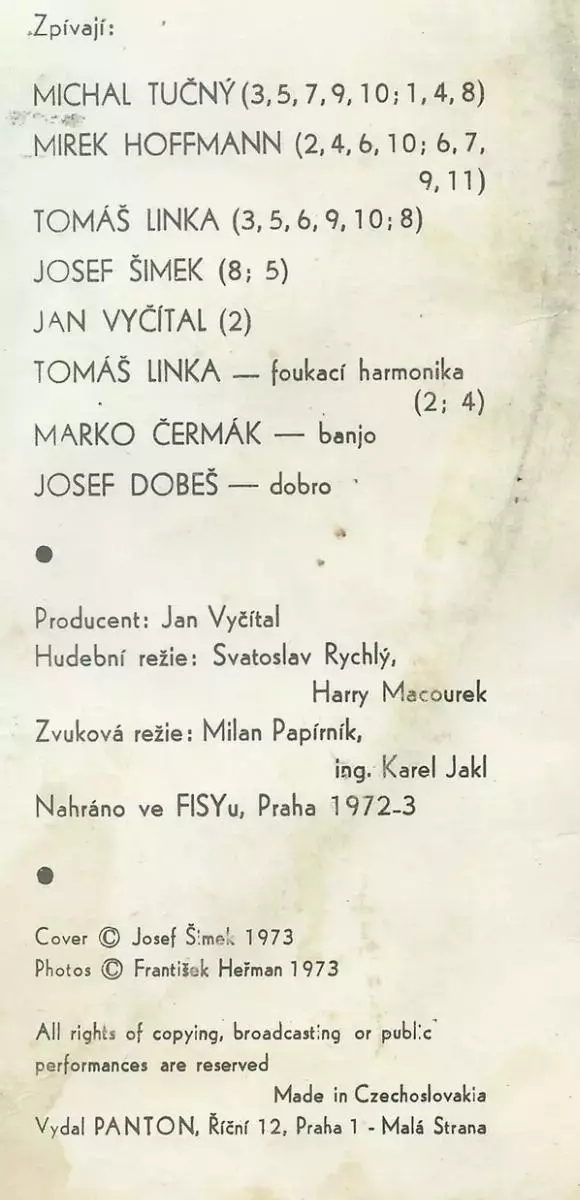 Zpívají:
MICHAL TUČNÝ (3, 5, 7, 9, 10; 1, 4, 8)
MIREK HOFFMANN (2, 4, 6, 10; 6, 7,
9, 11)
TOMÁŠ LINKA (3, 5, 6, 9, 10; 8)
JOSEF ŠIMEK (8; 5)
JAN VYČÍTAL (2)
TOMÁŠ LINKA — foukací harmonika
(2; 4)
MARKO ČERMÁK — banjo
JOSEF DOBEŠ — dobro
●
Producent: Jan Vyčítal
Hudební režie: Svatoslav Rychlý,
Harry Macourek
Zvuková režie: Milan Papírník,
ing. Karel Jakl
Nahráno ve FISYu, Praha 1972-3
●
Cover © Josef Šimek 1973
Photos © František Heřman 1973
All rights of copying, broadcasting or public
performances are reserved
Made in Czechoslovakia
Vydal PANTON, Říční 12, Praha 1 - Malá Strana